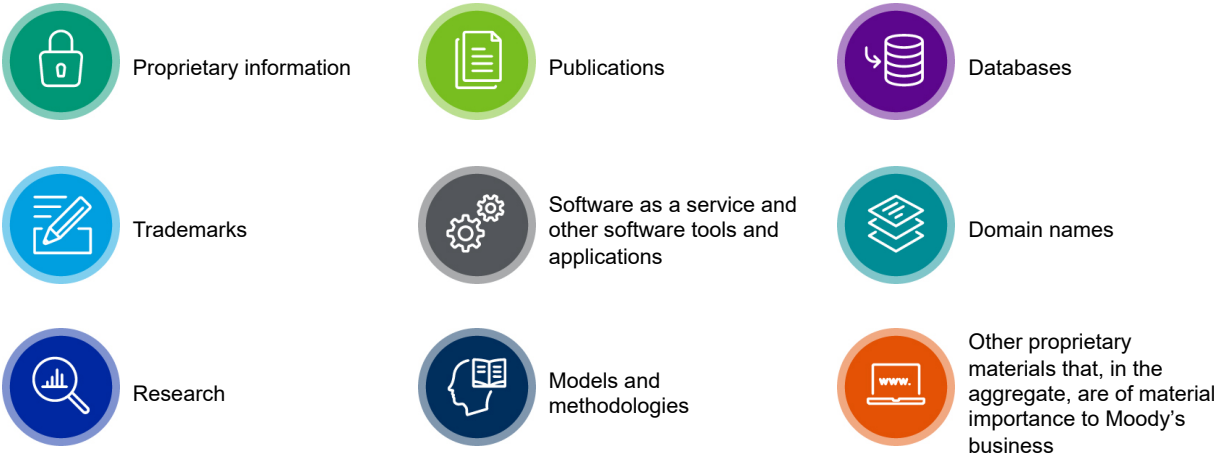 Proprietary information
Publications
Databases
Trademarks
Software as a service and
other software tools and
applications
Domain names
Research
Models and
methodologies
www.
Other proprietary
materials that, in the
aggregate, are of material
importance to Moody's
business